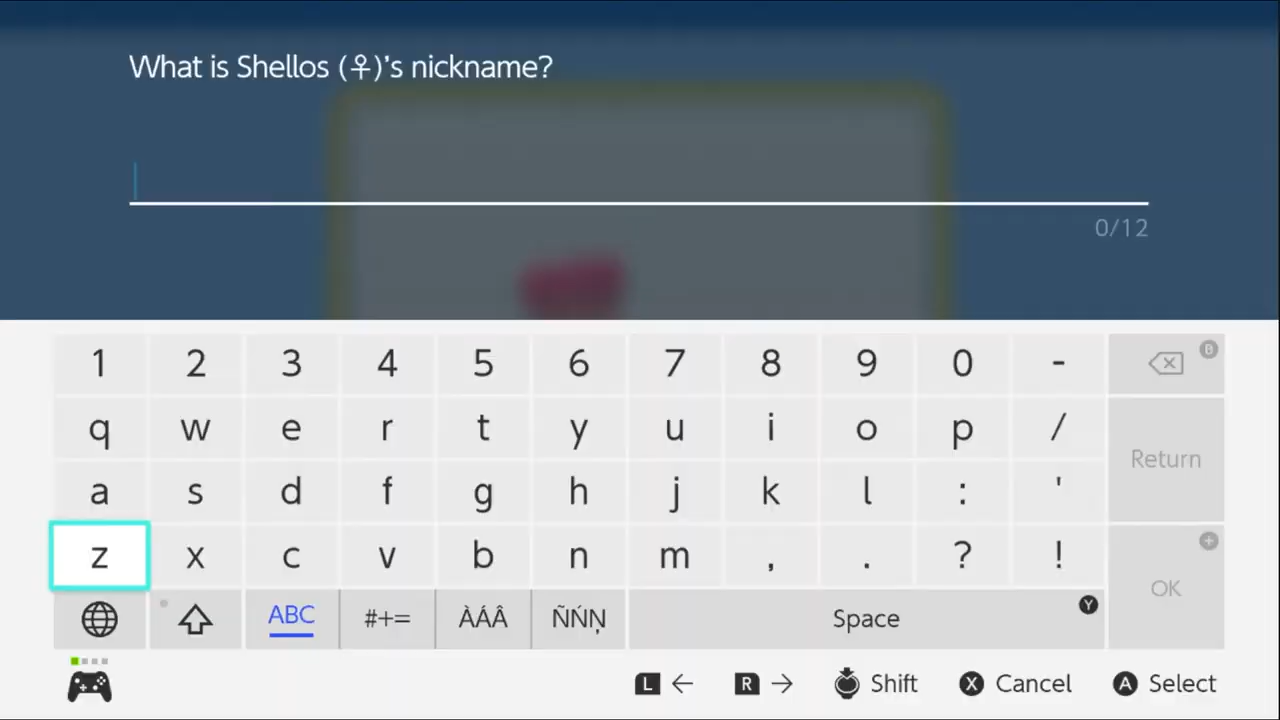 What is Shellos (♀)'s nickname?
0/12
1 2 3 4 5 6 7 8 9 0 -
q w e r t y u i o p /
Return
a s d f g h j k l : '
z x c v b n m , . ? !
OK
ABC #+= ÀÁÂ ÑŃŅ Space
L ← R → Shift X Cancel A Select